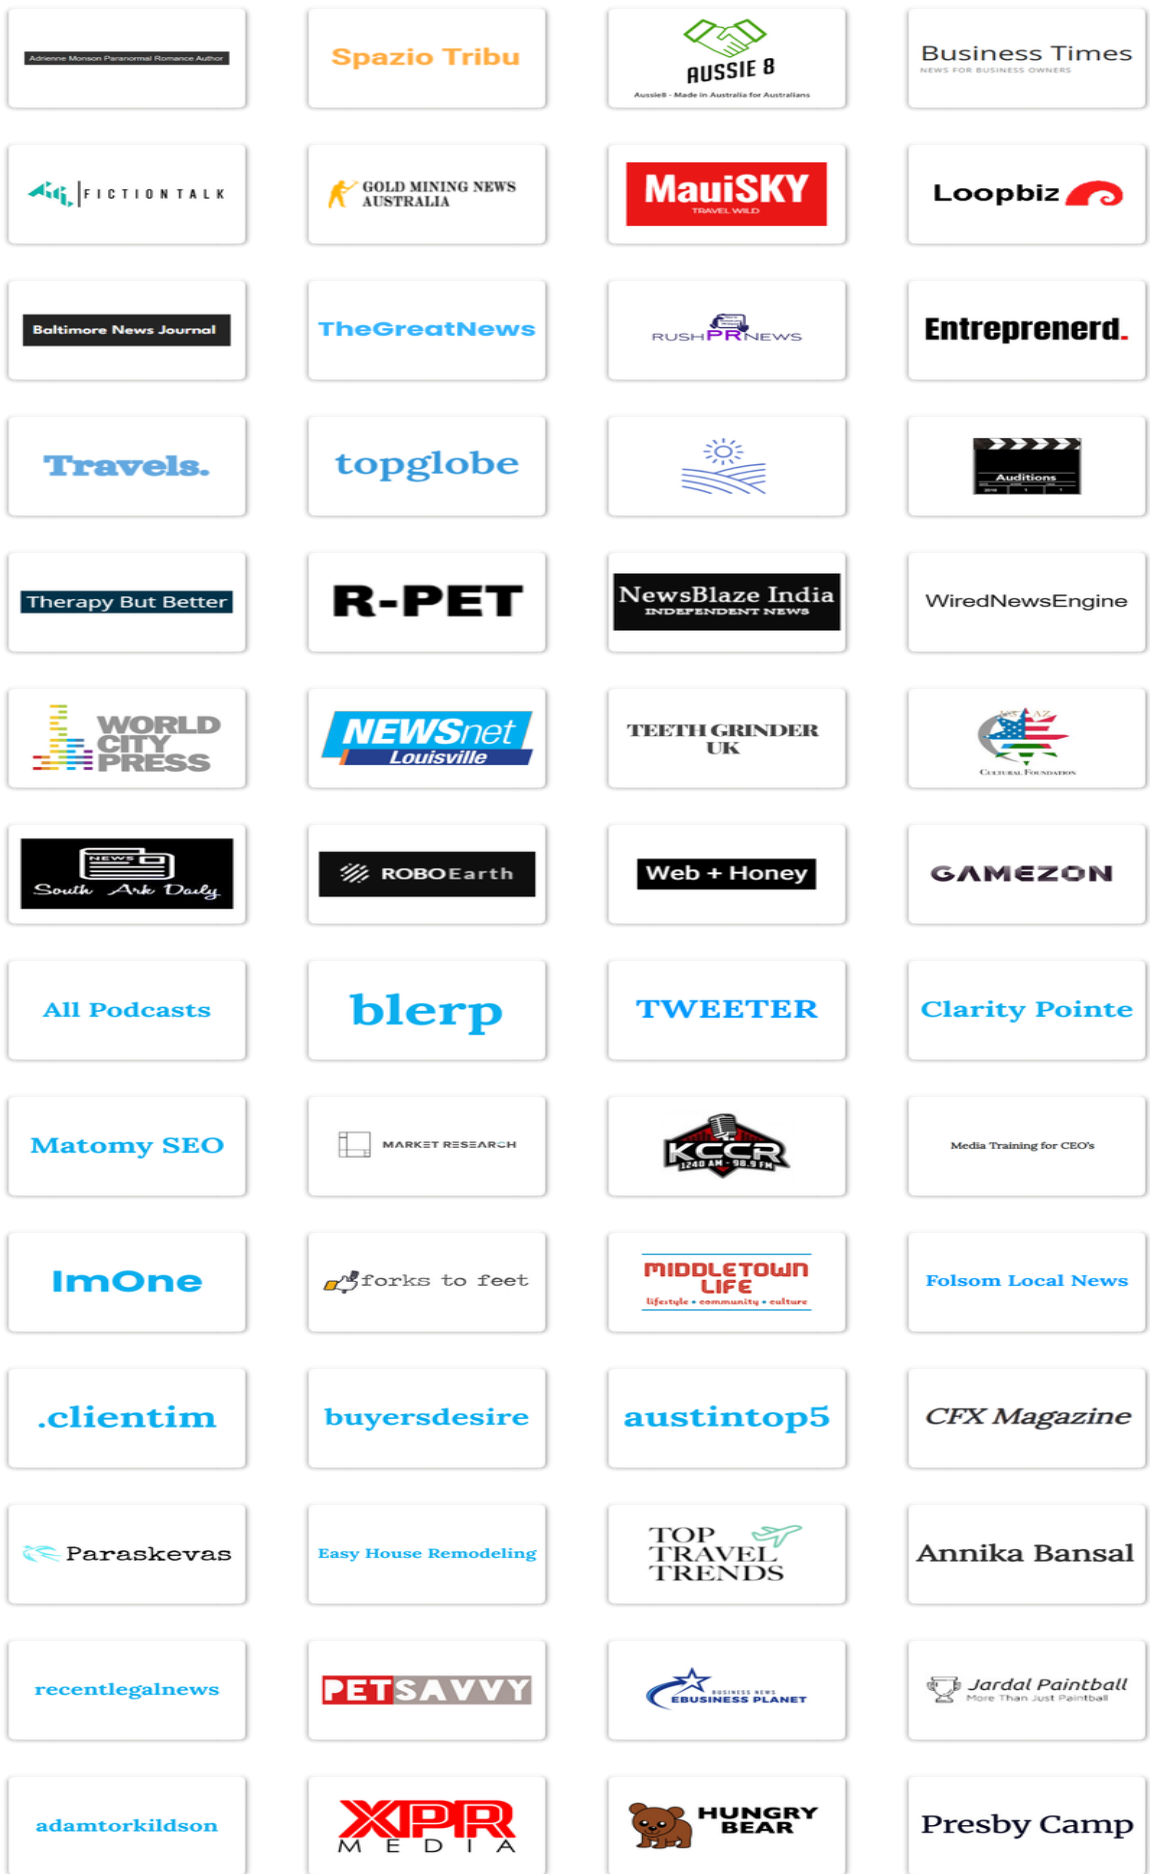 Adrienne Monson Paranormal Romance Author
Spazio Tribu
AUSSIE 8
Aussie8 - Made in Australia for Australians
Business Times
NEWS FOR BUSINESS OWNERS
FICTIONTALK
GOLD MINING NEWS
AUSTRALIA
MauiSKY
TRAVEL WILD
Loopbiz
Baltimore News Journal
TheGreatNews
RUSHPRNEWS
Entreprenerd.
Travels.
topglobe
Auditions
Therapy But Better
R-PET
NewsBlaze India
INDEPENDENT NEWS
WiredNewsEngine
WORLD
CITY
PRESS
NEWSnet
Louisville
TEETH GRINDER
UK
CULTURAL FOUNDATION
NEWS
South Ark Daily
ROBOEarth
Web + Honey
GAMEZON
All Podcasts
blerp
TWEETER
Clarity Pointe
Matomy SEO
MARKET RESEARCH
KCCR
1240 AM - 98.9 FM
Media Training for CEO's
ImOne
forks to feet
MIDDLETOWN
LIFE
lifestyle • community • culture
Folsom Local News
.clientim
buyersdesire
austintop5
CFX Magazine
Paraskevas
Easy House Remodeling
TOP
TRAVEL
TRENDS
Annika Bansal
recentlegalnews
PETSAVVY
BUSINESS NEWS
EBUSINESS PLANET
Jardal Paintball
More Than Just Paintball
adamtorkildson
XPR
MEDIA
HUNGRY
BEAR
Presby Camp